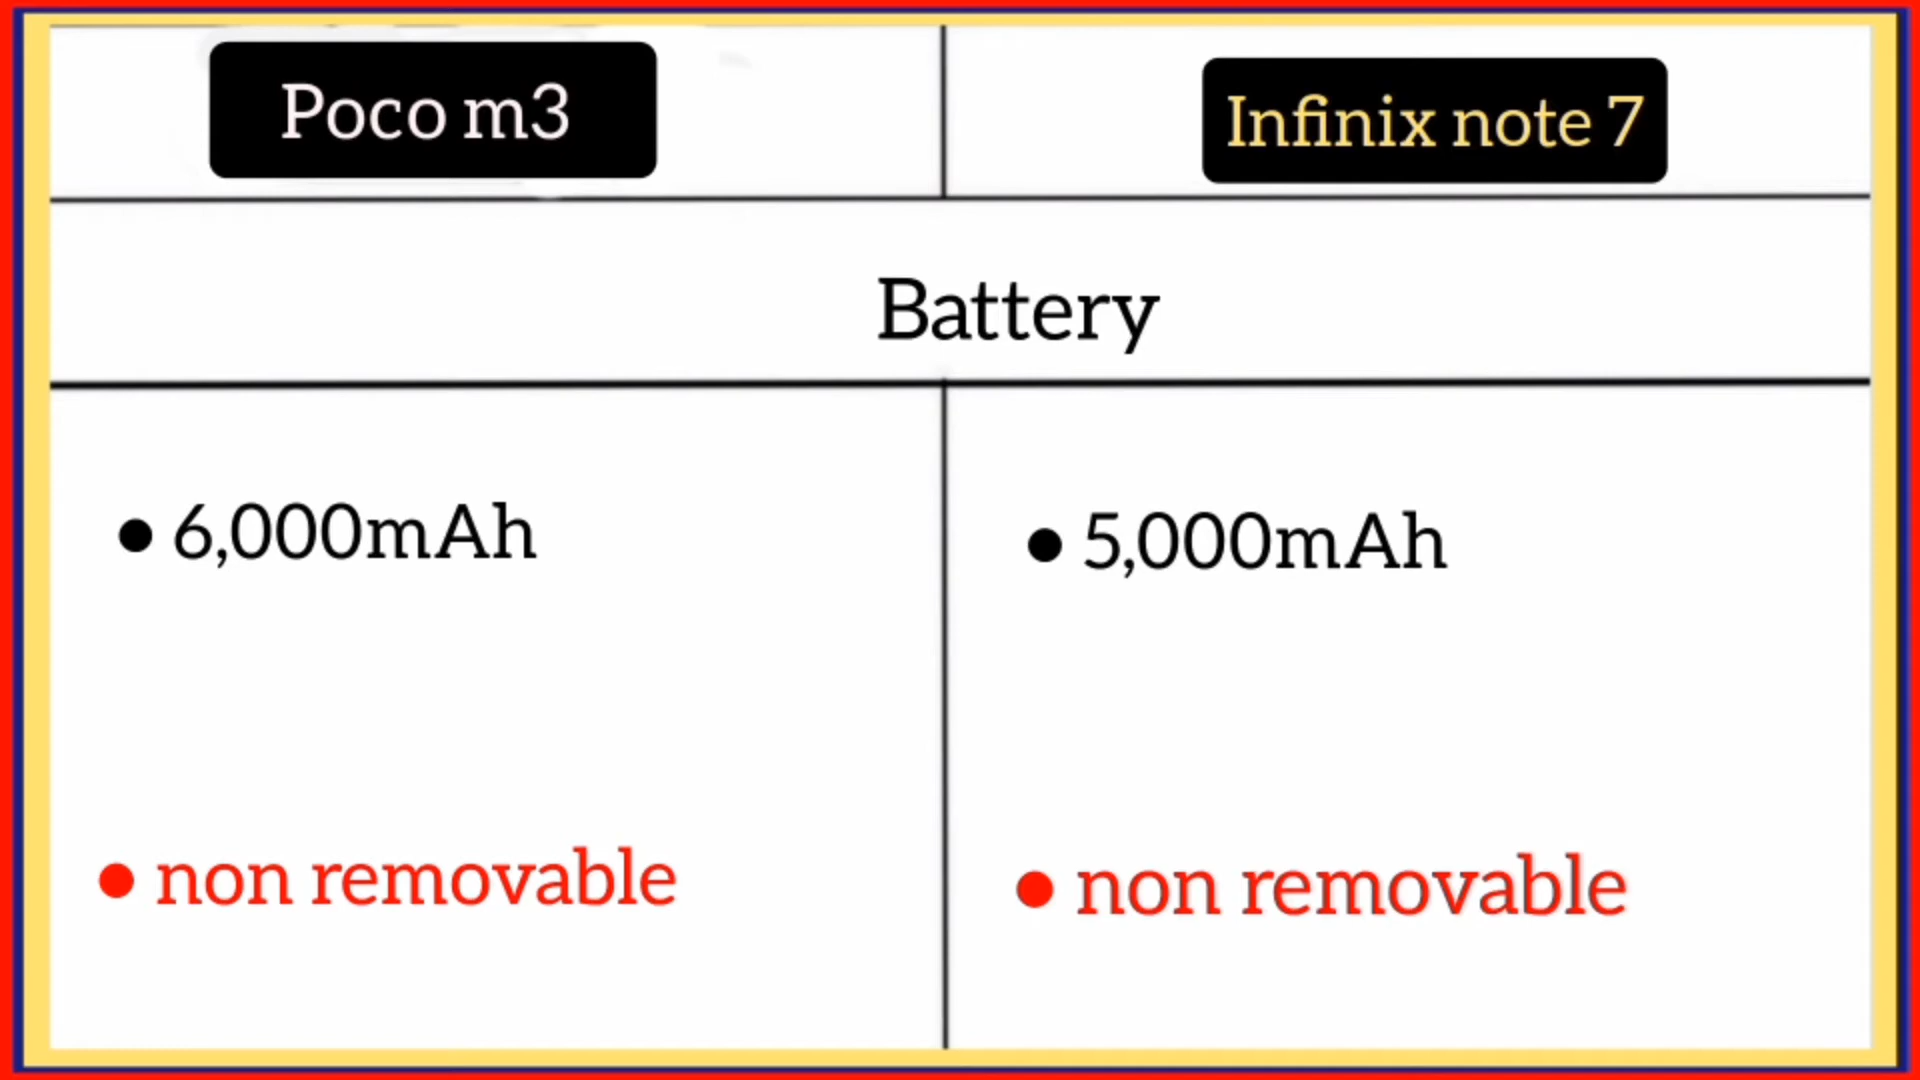 Poco m3
Infinix note 7
Battery
• 6,000mAh
• 5,000mAh
• non removable
• non removable